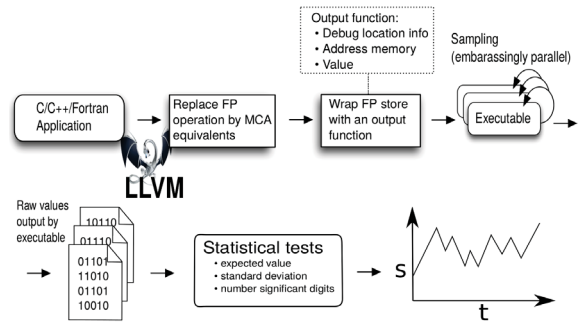 Output function:
• Debug location info
• Address memory
• Value
Sampling
(embarassingly parallel)
C/C++/Fortran
Application
Replace FP
operation by MCA
equivalents
Wrap FP store
with an output
function
Executable
LLVM
Raw values
output by
executable
10110
01110
01101
11010
01101
10010
Statistical tests
• expected value
• standard deviation
• number significant digits
s
t